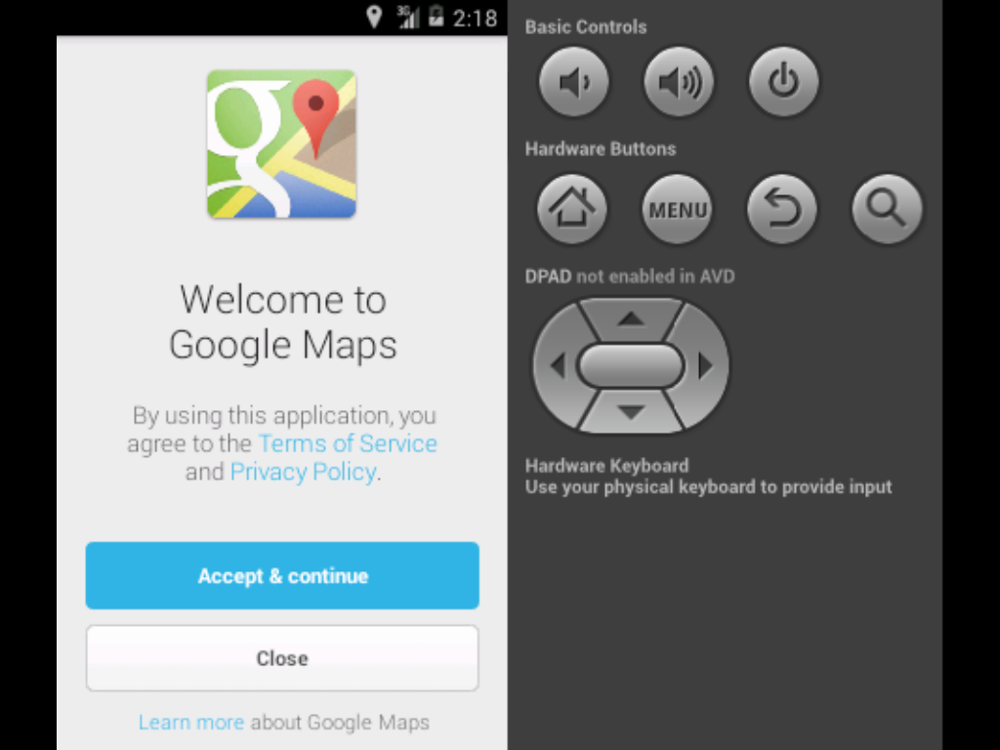 3G 2:18
Welcome to
Google Maps
By using this application, you
agree to the Terms of Service
and Privacy Policy.
Accept & continue
Close
Learn more about Google Maps
Basic Controls
Hardware Buttons
MENU
DPAD not enabled in AVD
Hardware Keyboard
Use your physical keyboard to provide input